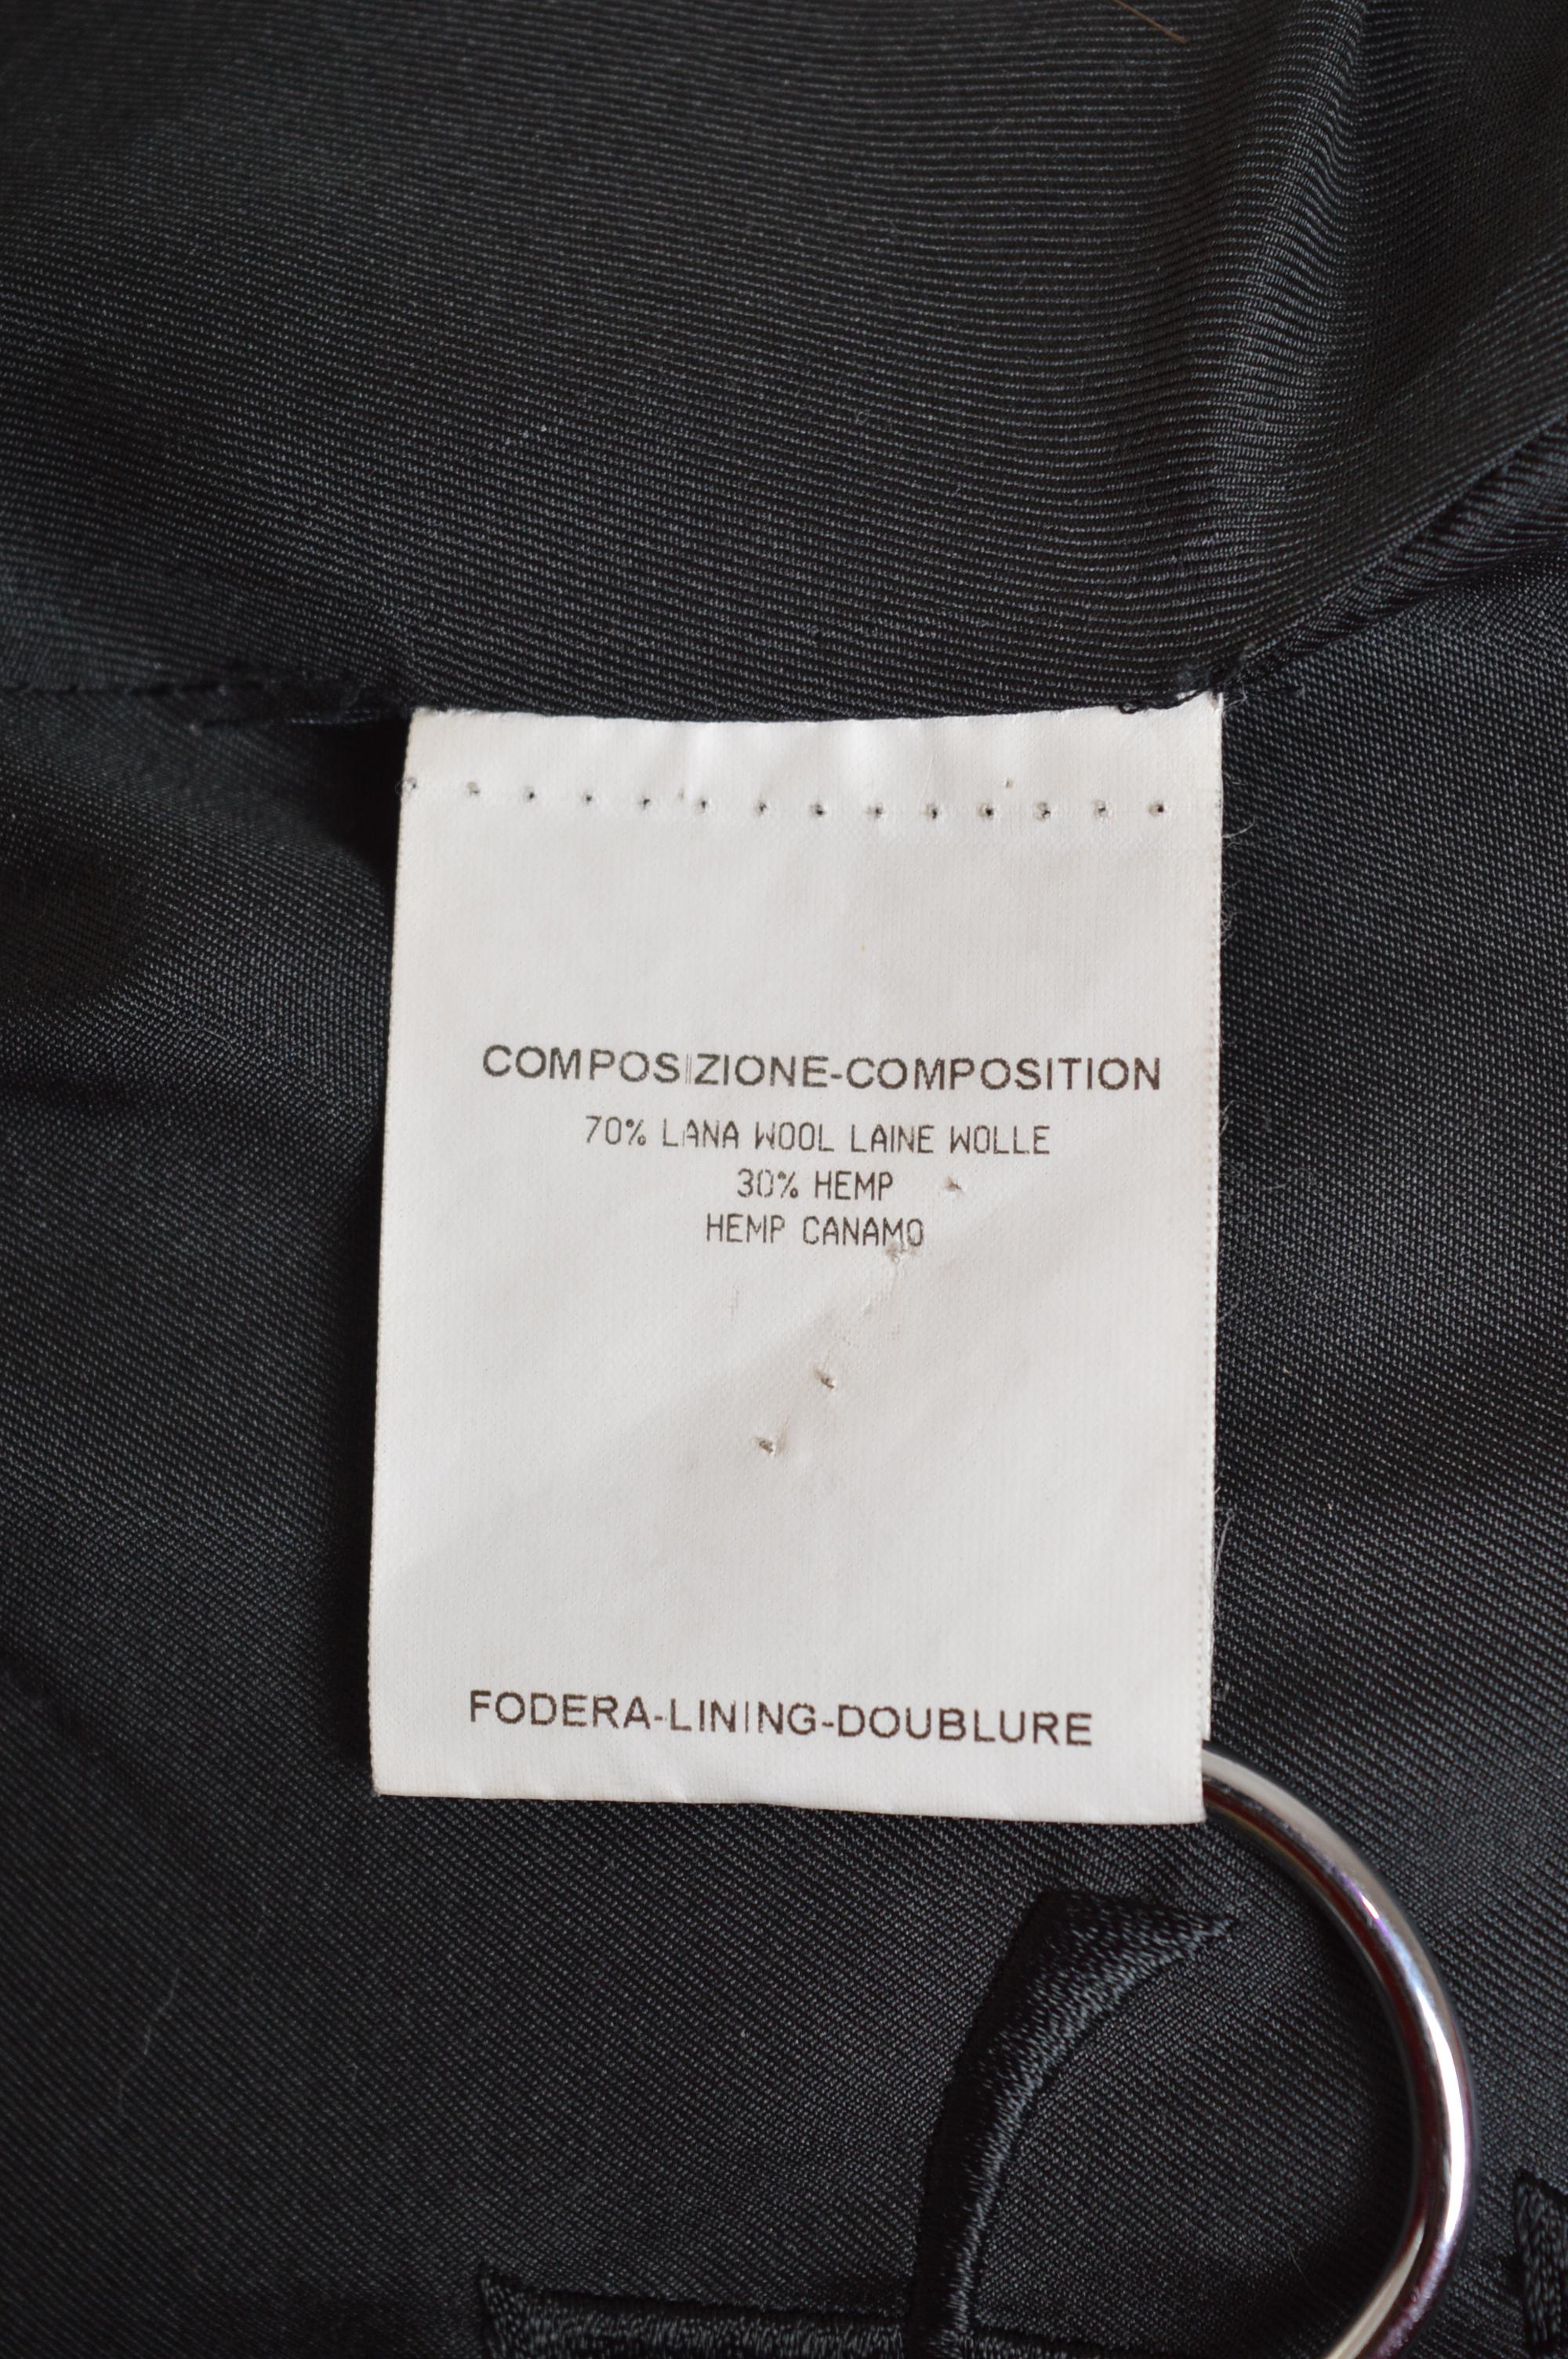 COMPOSIZIONE-COMPOSITION
70% LANA WOOL LAINE WOLLE
30% HEMP
HEMP CANAMO
FODERA-LINING-DOUBLURE